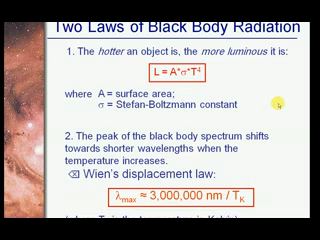 Two Laws of Black Body Radiation
1. The hotter an object is, the more luminous it is:
L = A*σ*T⁴
where A = surface area;
σ = Stefan-Boltzmann constant
2. The peak of the black body spectrum shifts
towards shorter wavelengths when the
temperature increases.
Wien's displacement law:
λmax ≈ 3,000,000 nm / TK